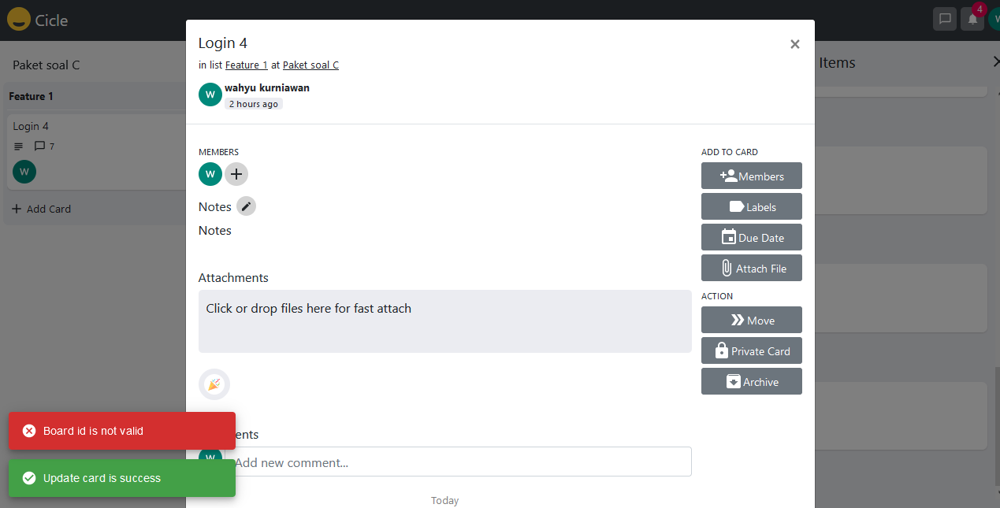 Cicle
4
W
Paket soal C
Feature 1
Login 4
7
W
Add Card
Items
Login 4
in list Feature 1 at Paket soal C
W
wahyu kurniawan
2 hours ago
MEMBERS
W
Notes
Notes
Attachments
Click or drop files here for fast attach
ADD TO CARD
Members
Labels
Due Date
Attach File
ACTION
Move
Private Card
Archive
ents
W
Add new comment...
Today
Board id is not valid
Update card is success